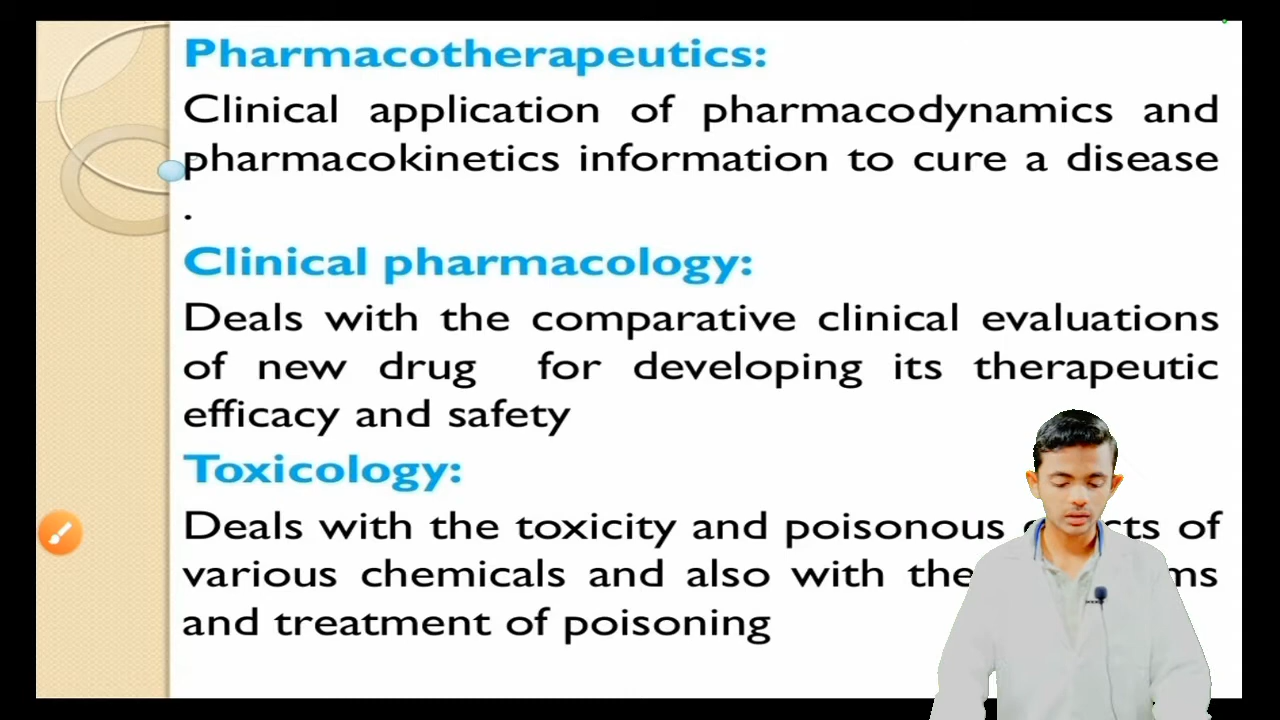 Pharmacotherapeutics:
Clinical application of pharmacodynamics and
pharmacokinetics information to cure a disease
.
Clinical pharmacology:
Deals with the comparative clinical evaluations
of new drug for developing its therapeutic
efficacy and safety
Toxicology:
Deals with the toxicity and poisonous of
various chemicals and also with the
and treatment of poisoning